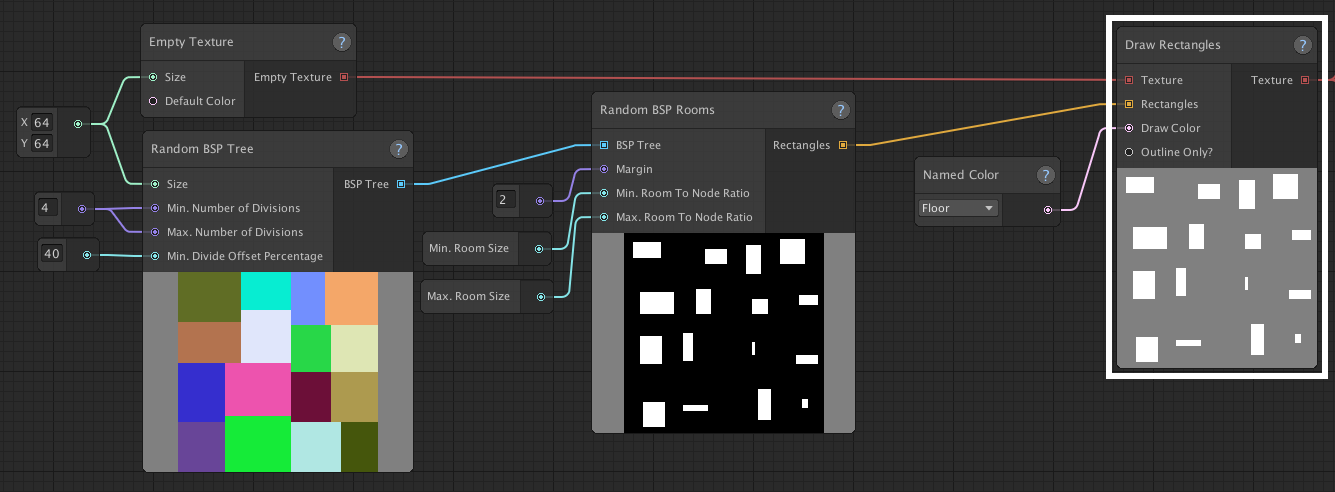 Empty Texture ?
Size
Empty Texture
Default Color
X 64
Y 64
Random BSP Tree ?
Size
BSP Tree
Min. Number of Divisions
Max. Number of Divisions
Min. Divide Offset Percentage
4
40
Random BSP Rooms ?
BSP Tree
Rectangles
Margin
Min. Room To Node Ratio
Max. Room To Node Ratio
2
Min. Room Size
Max. Room Size
Named Color ?
Floor
Draw Rectangles ?
Texture
Texture
Rectangles
Draw Color
Outline Only?